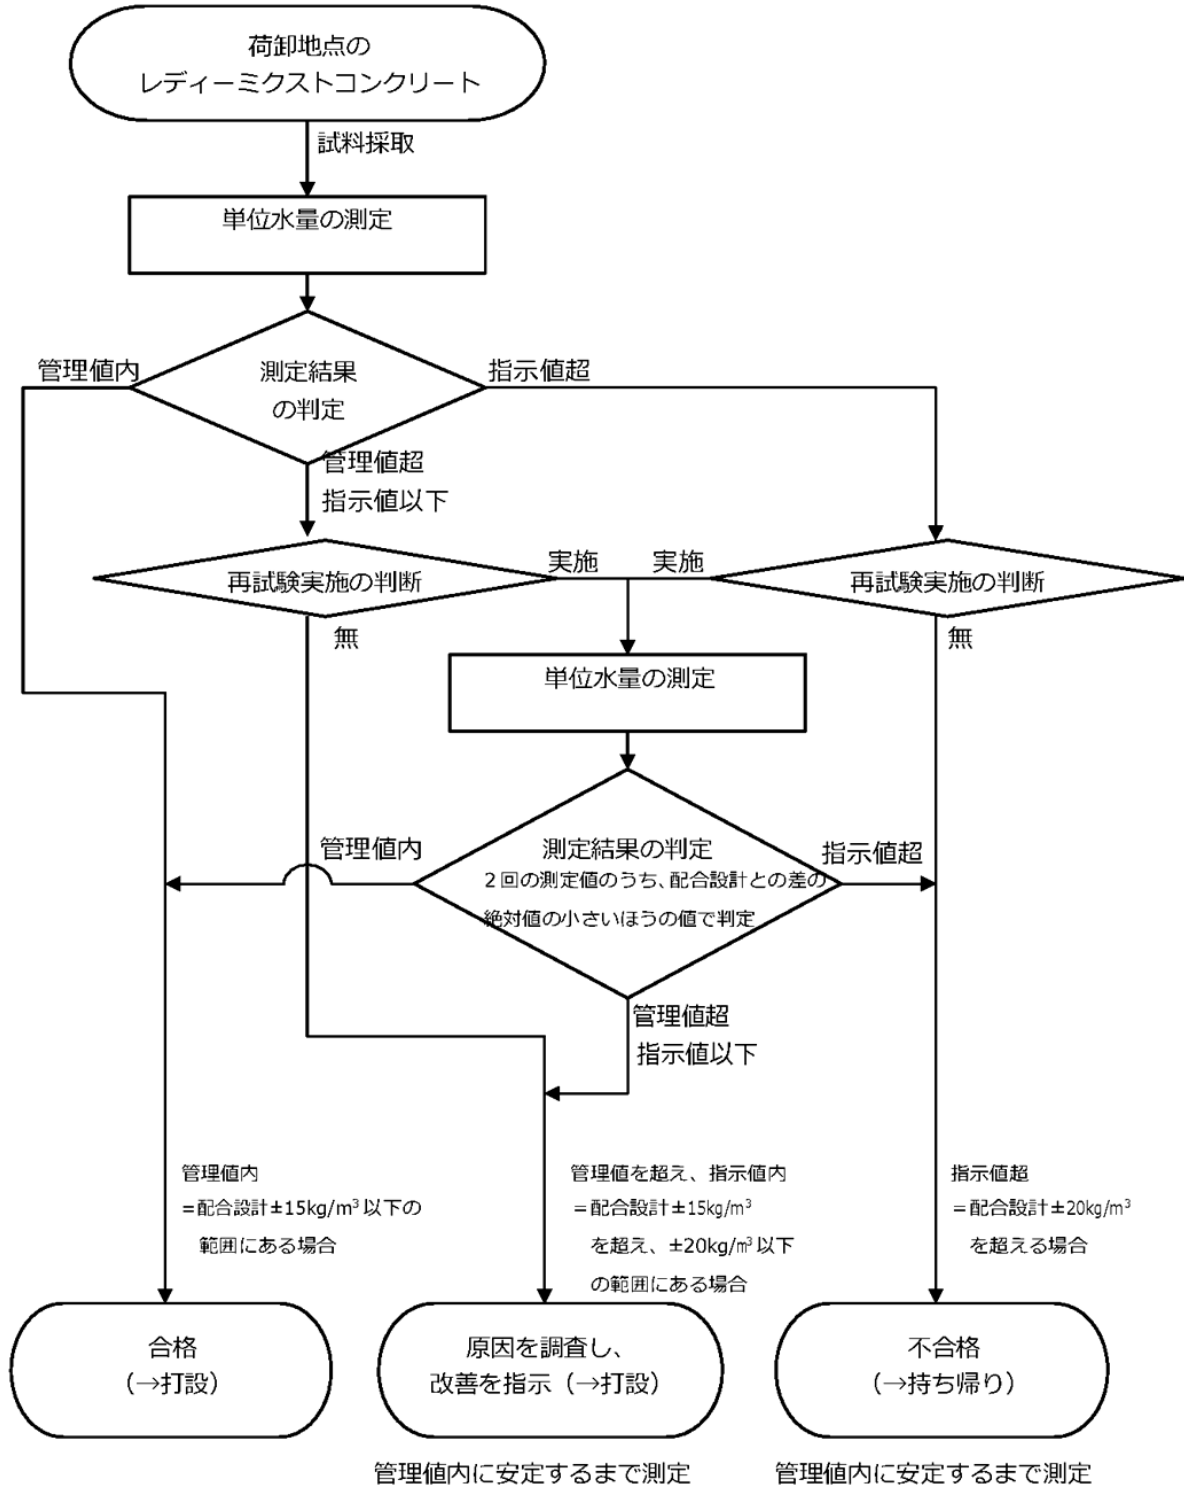 荷卸地点の
レディーミクストコンクリート
試料採取
単位水量の測定
管理値内
測定結果
の判定
指示値超
管理値超
指示値以下
再試験実施の判断
実施
実施
再試験実施の判断
無
無
単位水量の測定
管理値内
測定結果の判定
2回の測定値のうち、配合設計との差の
絶対値の小さいほうの値で判定
指示値超
管理値超
指示値以下
管理値内
=配合設計±15kg/m³以下の
範囲にある場合
管理値を超え、指示値内
=配合設計±15kg/m³
を超え、±20kg/m³以下
の範囲にある場合
指示値超
=配合設計±20kg/m³
を超える場合
合格
(→打設)
原因を調査し、
改善を指示(→打設)
不合格
(→持ち帰り)
管理値内に安定するまで測定
管理値内に安定するまで測定